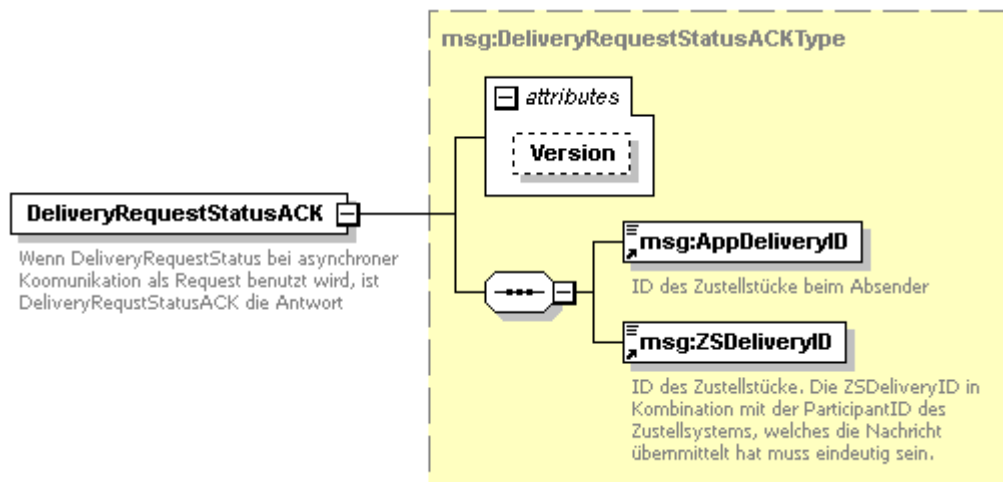 msg:DeliveryRequestStatusACKType
attributes
Version
DeliveryRequestStatusACK
Wenn DeliveryRequestStatus bei asynchroner
Koomunikation als Request benutzt wird, ist
DeliveryRequstStatusACK die Antwort
msg:AppDeliveryID
ID des Zustellstücke beim Absender
msg:ZSDeliveryID
ID des Zustellstücke. Die ZSDeliveryID in
Kombination mit der ParticipantID des
Zustellsystems, welches die Nachricht
übernmittelt hat muss eindeutig sein.